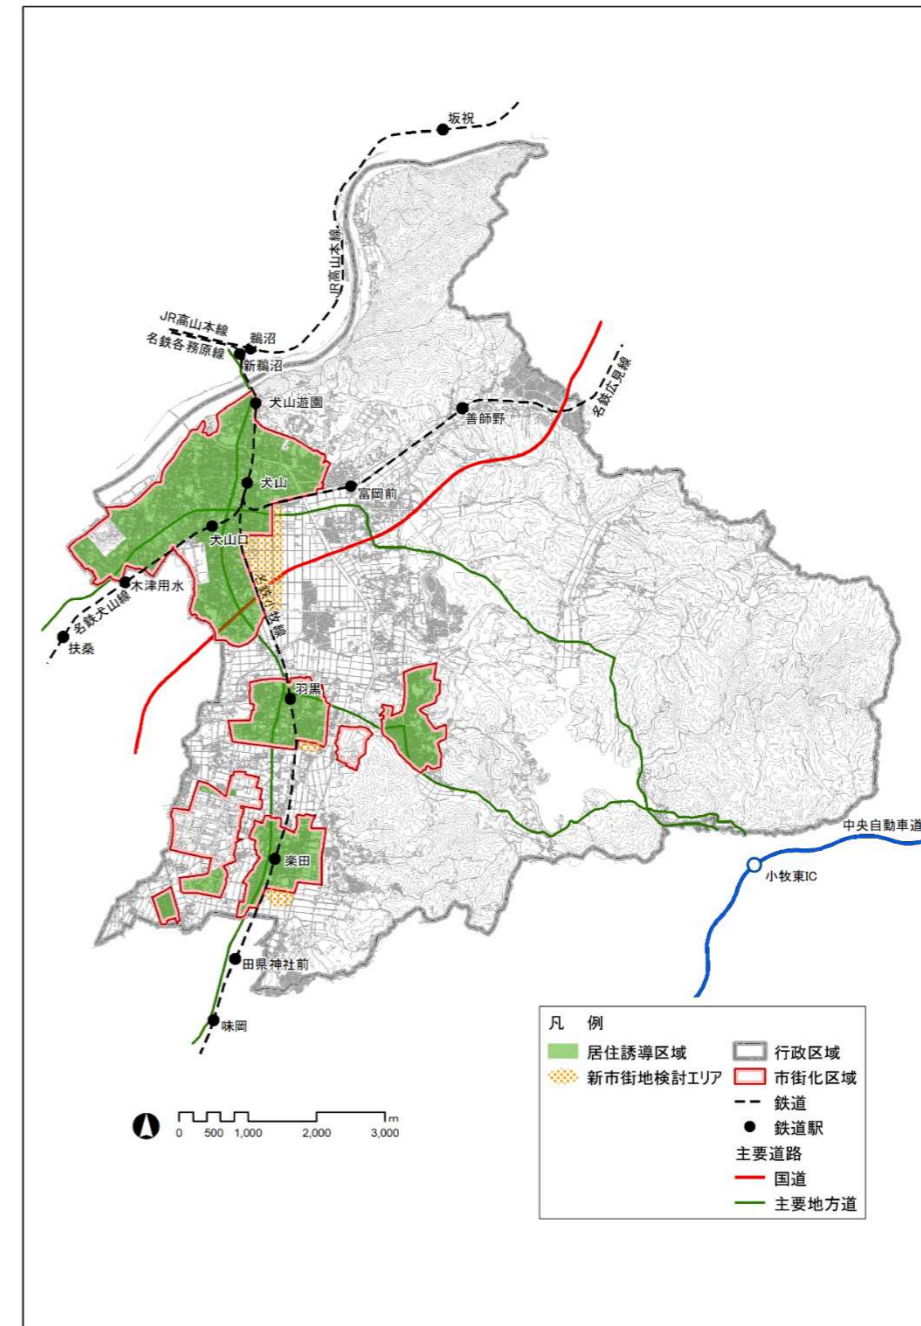 坂祝
JR高山本線
JR高山本線
鵜沼
名鉄各務原線
新鵜沼
犬山遊園
名鉄広見線
善師野
犬山
富岡前
犬山口
木津用水
名鉄犬山線
名鉄小牧線
扶桑
羽黒
中央自動車道
楽田
小牧東IC
田県神社前
味岡
凡 例
居住誘導区域
行政区域
新市街地検討エリア
市街化区域
鉄道
鉄道駅
主要道路
国道
主要地方道
m
0 500 1,000 2,000 3,000